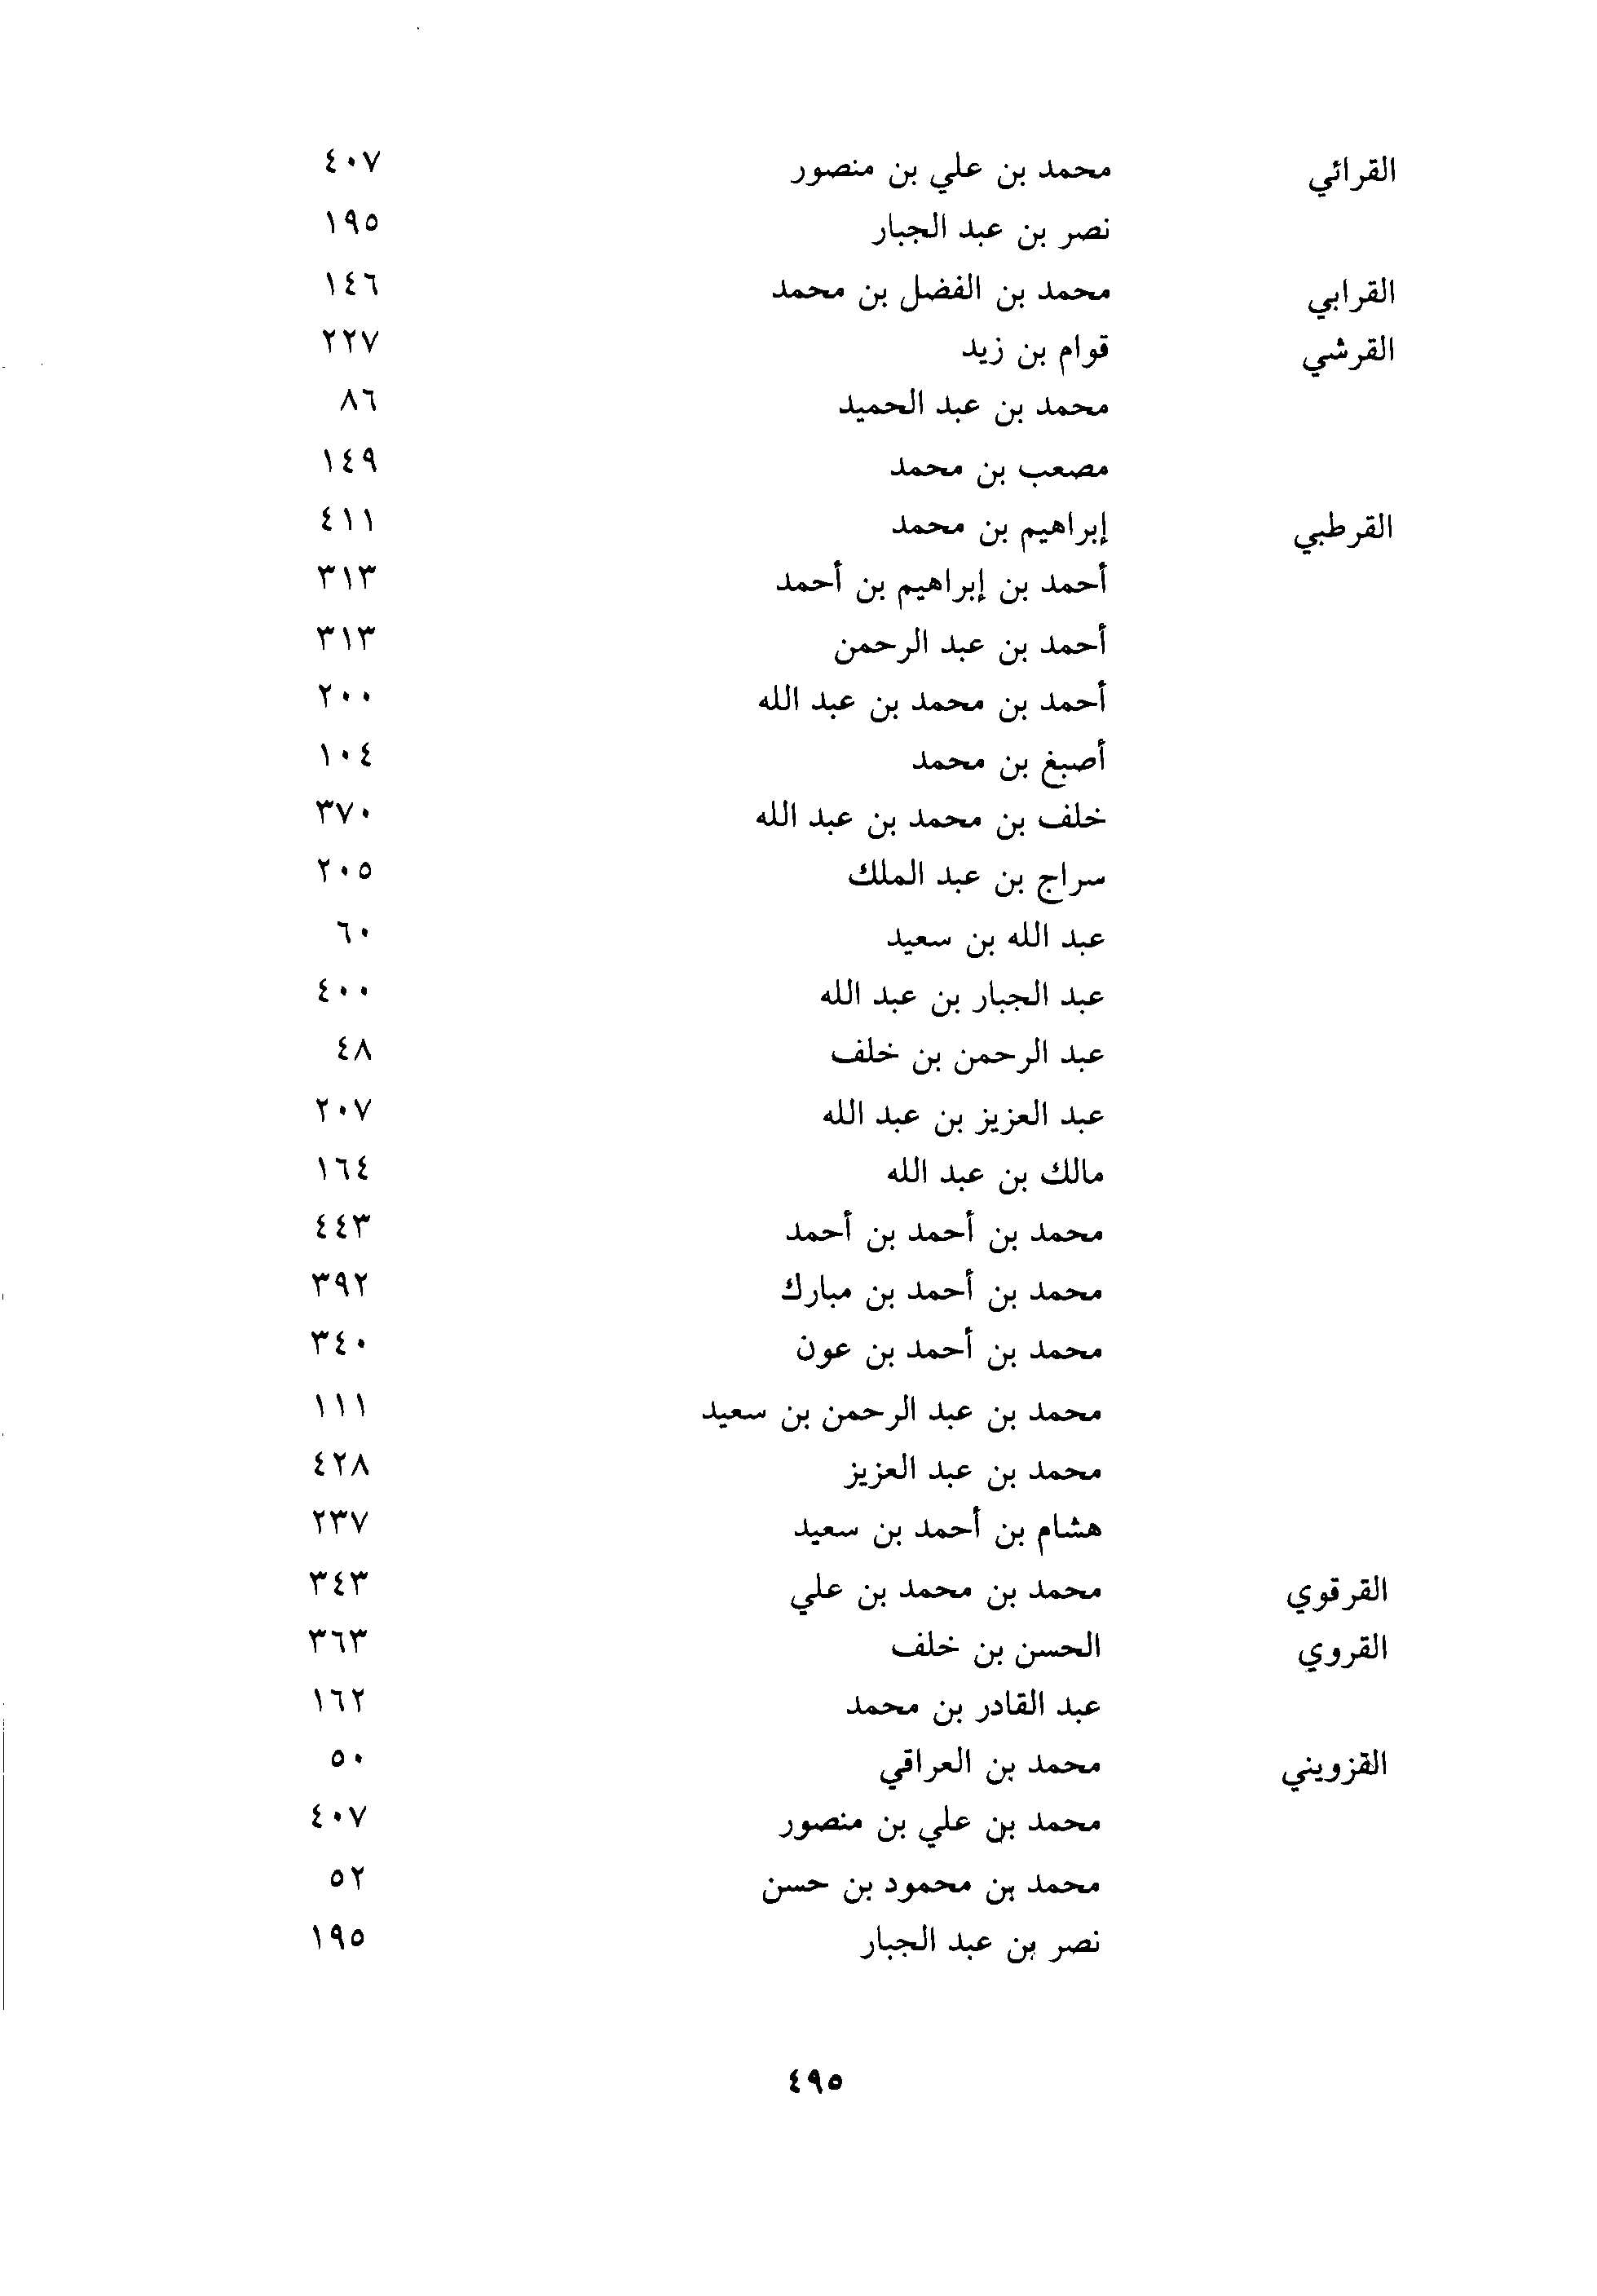 القرائي محمد بن علي بن منصور ٤٠٧
نصر بن عبد الجبار ١٩٥
القرابي محمد بن الفضل بن محمد ١٤٦
القرشي قوام بن زيد ٢٢٧
محمد بن عبد الحميد ٨٦
مصعب بن محمد ١٤٩
القرطبي إبراهيم بن محمد ٤١١
أحمد بن إبراهيم بن أحمد ٣١٣
أحمد بن عبد الرحمن ٣١٣
أحمد بن محمد بن عبد الله ٢٠٠
أصبغ بن محمد ١٠٤
خلف بن محمد بن عبد الله ٣٧٠
سراج بن عبد الملك ٢٠٥
عبد الله بن سعيد ٦٠
عبد الجبار بن عبد الله ٤٠٠
عبد الرحمن بن خلف ٤٨
عبد العزيز بن عبد الله ٢٠٧
مالك بن عبد الله ١٦٤
محمد بن أحمد بن أحمد ٤٤٣
محمد بن أحمد بن مبارك ٣٩٢
محمد بن أحمد بن عون ٣٤٠
محمد بن عبد الرحمن بن سعيد ١١١
محمد بن عبد العزيز ٤٢٨
هشام بن أحمد بن سعيد ٢٣٧
القرقوي محمد بن محمد بن علي ٣٤٣
القروي الحسن بن خلف ٣٦٣
عبد القادر بن محمد ١٦٢
القزويني محمد بن العراقي ٥٠
محمد بن علي بن منصور ٤٠٧
محمد بن محمود بن حسن ٥٢
نصر بن عبد الجبار ١٩٥
٤٩٥